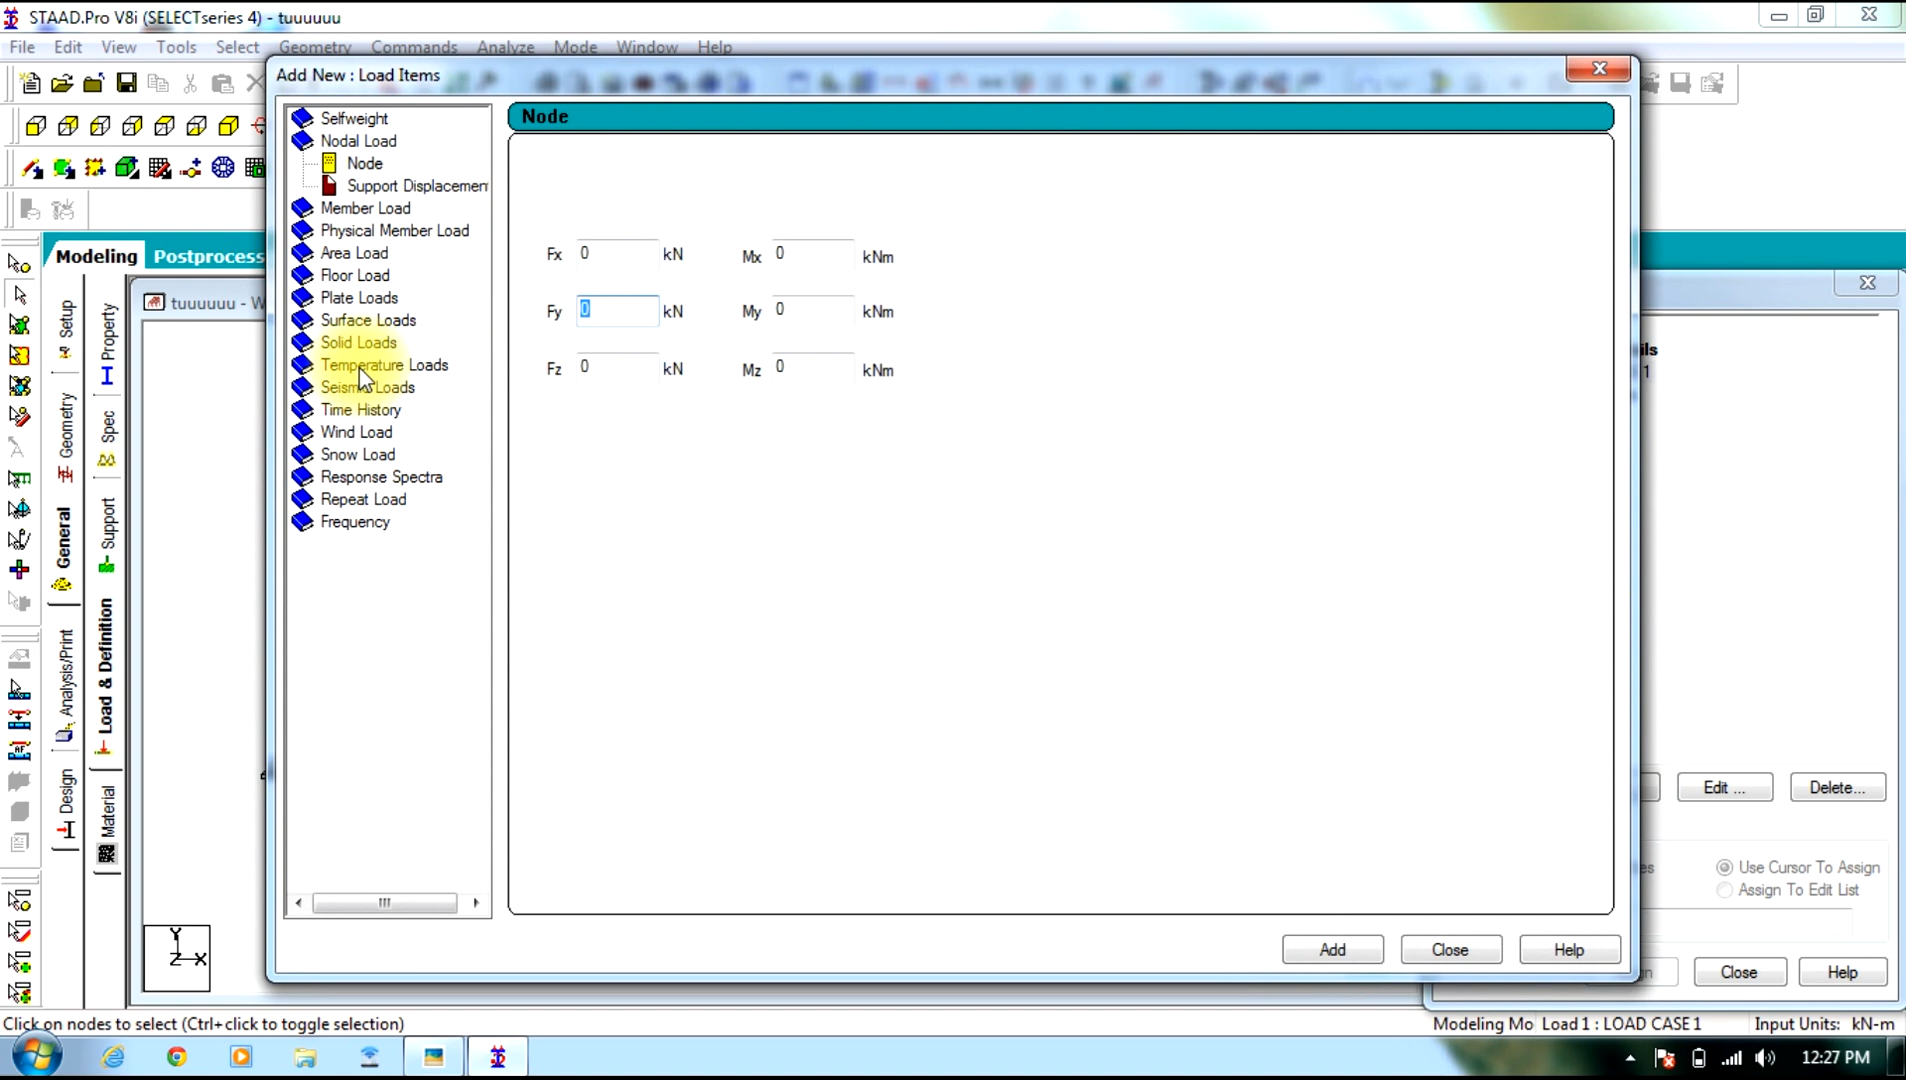 STAAD.Pro V8i (SELECTseries 4) - tuuuuuu
File Edit View Tools Select Geometry Commands Analyze Mode Window Help
Add New : Load Items
Selfweight
Nodal Load
Node
Support Displacemen
Member Load
Physical Member Load
Area Load
Floor Load
Plate Loads
Surface Loads
Solid Loads
Temperature Loads
Seismic Loads
Time History
Wind Load
Snow Load
Response Spectra
Repeat Load
Frequency
Node
Fx 0 kN Mx 0 kNm
Fy 0 kN My 0 kNm
Fz 0 kN Mz 0 kNm
Add Close Help
Modeling Postprocess
tuuuuuu - W
Setup
Geometry
General
Analysis/Print
Design
Property
Spec
Support
Load & Definition
Material
AF
Y
Z X
ils
1
Edit ... Delete...
es Use Cursor To Assign
Assign To Edit List
gn Close Help
Click on nodes to select (Ctrl+click to toggle selection)
Modeling Mo Load 1 : LOAD CASE 1 Input Units: kN-m
12:27 PM